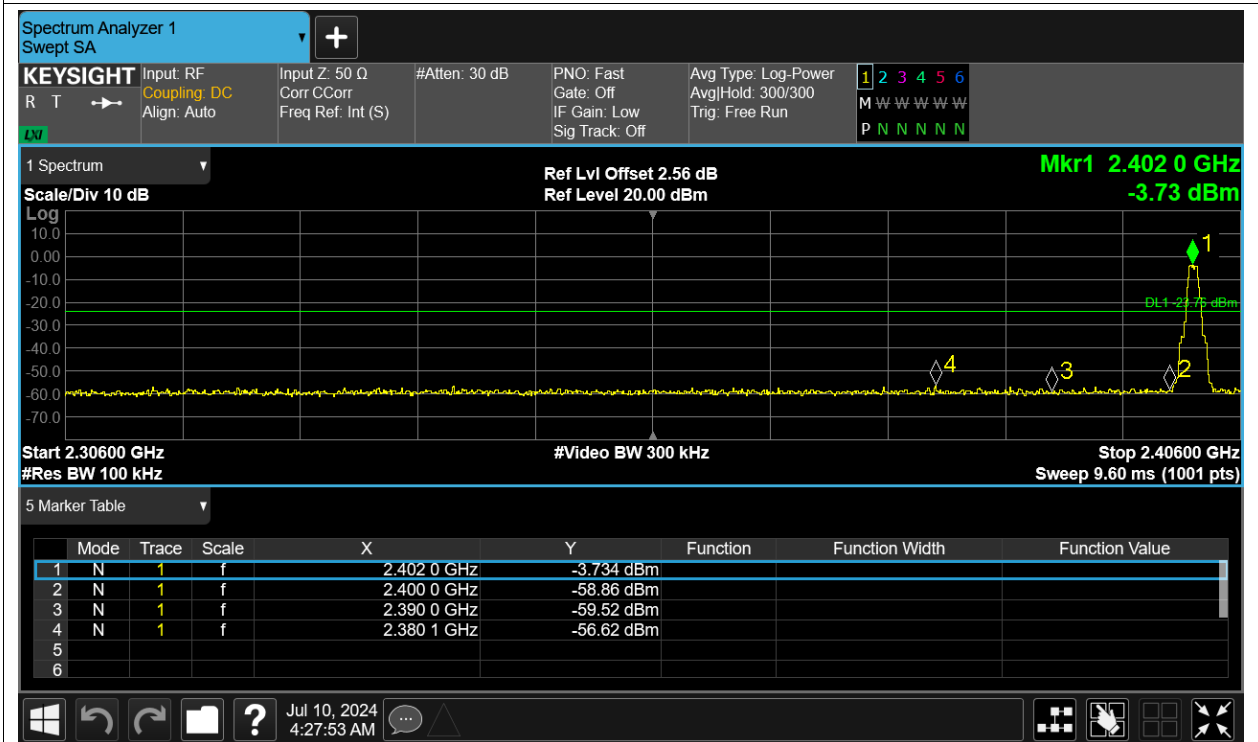 Spectrum Analyzer 1
Swept SA
KEYSIGHT Input: RF Input Z: 50 Ω #Atten: 30 dB PNO: Fast Avg Type: Log-Power 1 2 3 4 5 6
R T Coupling: DC Corr CCorr Gate: Off Avg|Hold: 300/300 M W W W W W
Align: Auto Freq Ref: Int (S) IF Gain: Low Trig: Free Run
LXI Sig Track: Off P N N N N N
1 Spectrum Ref Lvl Offset 2.56 dB Mkr1 2.402 0 GHz
Scale/Div 10 dB Ref Level 20.00 dBm -3.73 dBm
Log
10.0
0.00
-10.0
-20.0
-30.0
-40.0
-50.0
-60.0
-70.0
1
DL1 -23.75 dBm
4
3
2
Start 2.30600 GHz #Video BW 300 kHz Stop 2.40600 GHz
#Res BW 100 kHz Sweep 9.60 ms (1001 pts)
5 Marker Table
Mode Trace Scale X Y Function Function Width Function Value
1 N 1 f 2.402 0 GHz -3.734 dBm
2 N 1 f 2.400 0 GHz -58.86 dBm
3 N 1 f 2.390 0 GHz -59.52 dBm
4 N 1 f 2.380 1 GHz -56.62 dBm
5
6
? Jul 10, 2024
4:27:53 AM